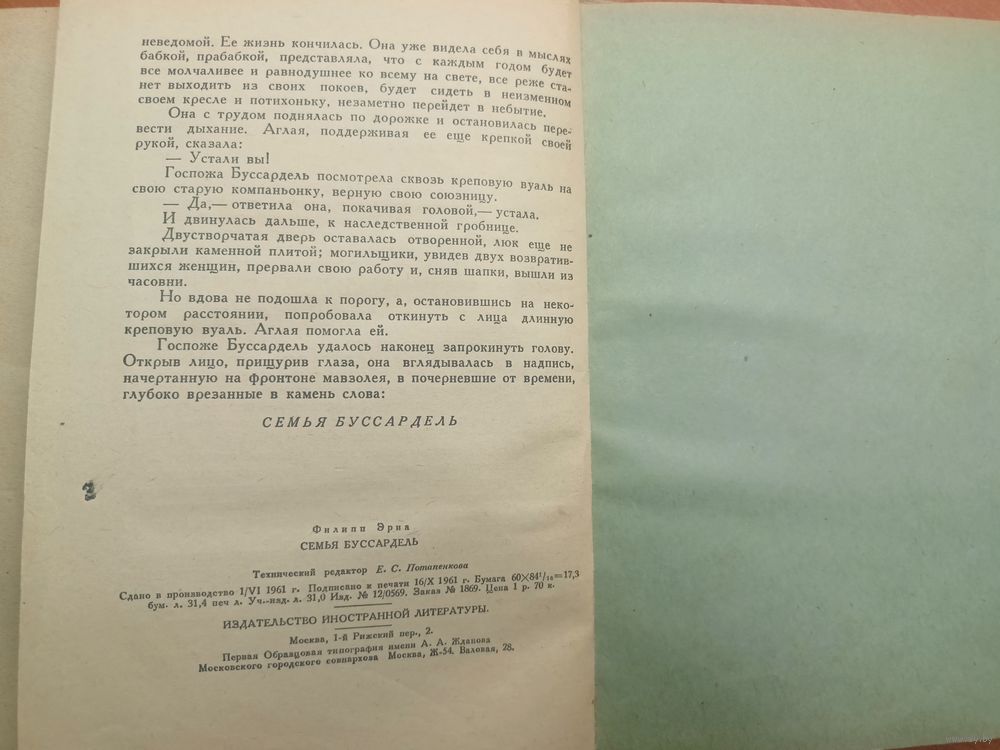 неведомой. Ее жизнь кончилась. Она уже видела себя в мыслях
бабкой, прабабкой, представляла, что с каждым годом будет
все молчаливее и равнодушнее ко всему на свете, все реже ста-
нет выходить из своих покоев, будет сидеть в неизменном
своем кресле и потихоньку, незаметно перейдет в небытие.
Она с трудом поднялась по дорожке и остановилась пере-
вести дыхание. Аглая, поддерживая ее еще крепкой своей
рукой, сказала:
— Устали вы!
Госпожа Буссардель посмотрела сквозь креповую вуаль на
свою старую компаньонку, верную свою союзницу.
— Да,— ответила она, покачивая головой,— устала.
И двинулась дальше, к наследственной гробнице.
Двустворчатая дверь оставалась отворенной, люк еще не
закрыли каменной плитой; могильщики, увидев двух возвратив-
шихся женщин, прервали свою работу и, сняв шапки, вышли из
часовни.
Но вдова не подошла к порогу, а, остановившись на неко-
тором расстоянии, попробовала откинуть с лица длинную
креповую вуаль. Аглая помогла ей.
Госпоже Буссардель удалось наконец запрокинуть голову.
Открыв лицо, прищурив глаза, она вглядывалась в надпись,
начертанную на фронтоне мавзолея, в почерневшие от времени,
глубоко врезанные в камень слова:
СЕМЬЯ БУССАРДЕЛЬ
Филипп Эриа
СЕМЬЯ БУССАРДЕЛЬ
Технический редактор Е. С. Потапенкова
Сдано в производство 1/VI 1961 г. Подписано к печати 16/X 1961 г. Бумага 60×84¹/₁₆=17,3
бум. л. 31,4 печ л. Уч.-изд. л. 31,0 Изд. № 12/0569. Заказ № 1869. Цена 1 р. 70 к.
ИЗДАТЕЛЬСТВО ИНОСТРАННОЙ ЛИТЕРАТУРЫ.
Москва, 1-й Рижский пер., 2.
Первая Образцовая типография имени А. А. Жданова
Московского городского совнархоза Москва, Ж-54. Валовая, 28.